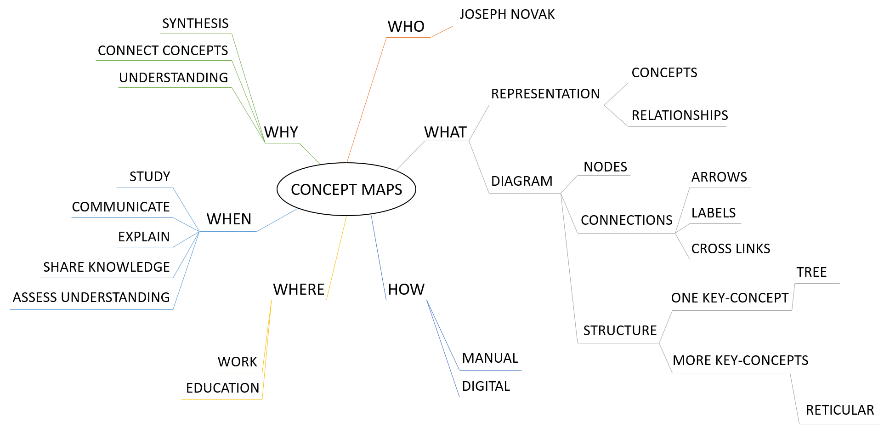 CONCEPT MAPS
WHO
JOSEPH NOVAK
WHAT
REPRESENTATION
CONCEPTS
RELATIONSHIPS
DIAGRAM
NODES
CONNECTIONS
ARROWS
LABELS
CROSS LINKS
STRUCTURE
ONE KEY-CONCEPT
TREE
MORE KEY-CONCEPTS
RETICULAR
HOW
MANUAL
DIGITAL
WHERE
WORK
EDUCATION
WHEN
STUDY
COMMUNICATE
EXPLAIN
SHARE KNOWLEDGE
ASSESS UNDERSTANDING
WHY
SYNTHESIS
CONNECT CONCEPTS
UNDERSTANDING